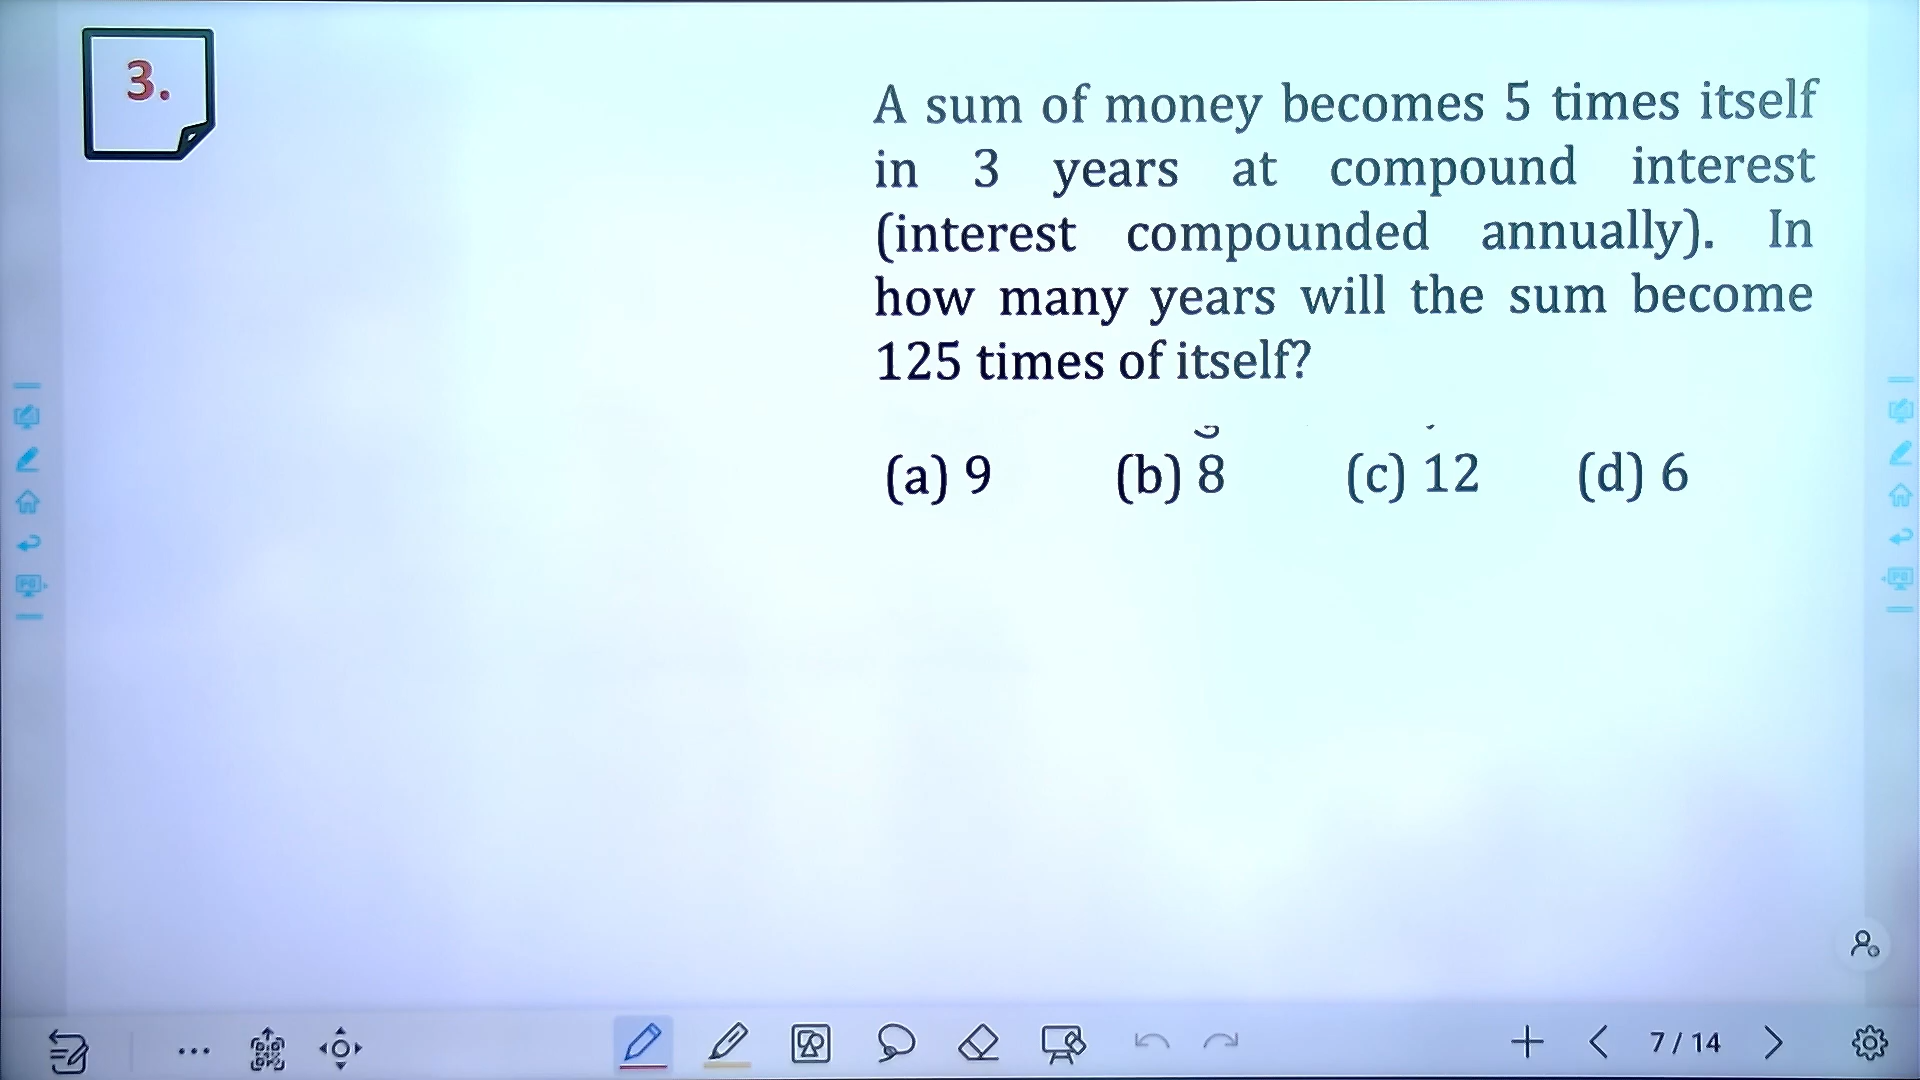 3.
A sum of money becomes 5 times itself
in 3 years at compound interest
(interest compounded annually). In
how many years will the sum become
125 times of itself?
(a) 9 (b) 8 (c) 12 (d) 6
7 / 14